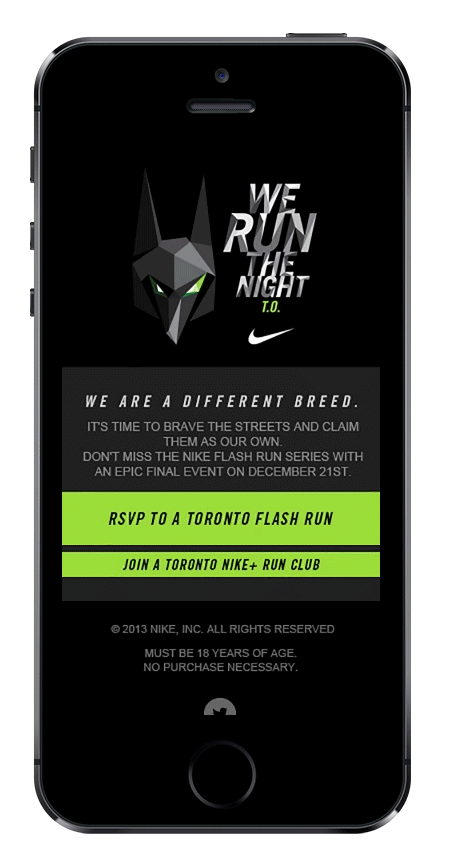 WE
RUN
THE
NIGHT
T.O.
WE ARE A DIFFERENT BREED.
IT'S TIME TO BRAVE THE STREETS AND CLAIM
THEM AS OUR OWN.
DON'T MISS THE NIKE FLASH RUN SERIES WITH
AN EPIC FINAL EVENT ON DECEMBER 21ST.
RSVP TO A TORONTO FLASH RUN
JOIN A TORONTO NIKE+ RUN CLUB
© 2013 NIKE, INC. ALL RIGHTS RESERVED
MUST BE 18 YEARS OF AGE.
NO PURCHASE NECESSARY.